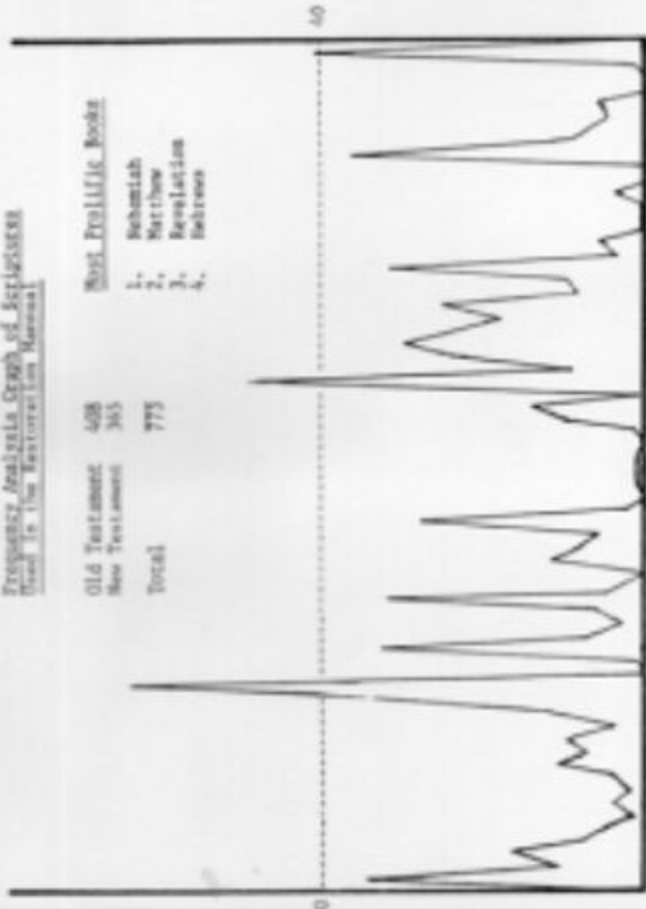 Frequency Analysis Graph of Scriptures
Used In the Restoration Manual
Old Testament 408
New Testament 365
Total 773
Most Prolific Books
1. Nehemiah
2. Matthew
3. Revelation
4. Hebrews
40